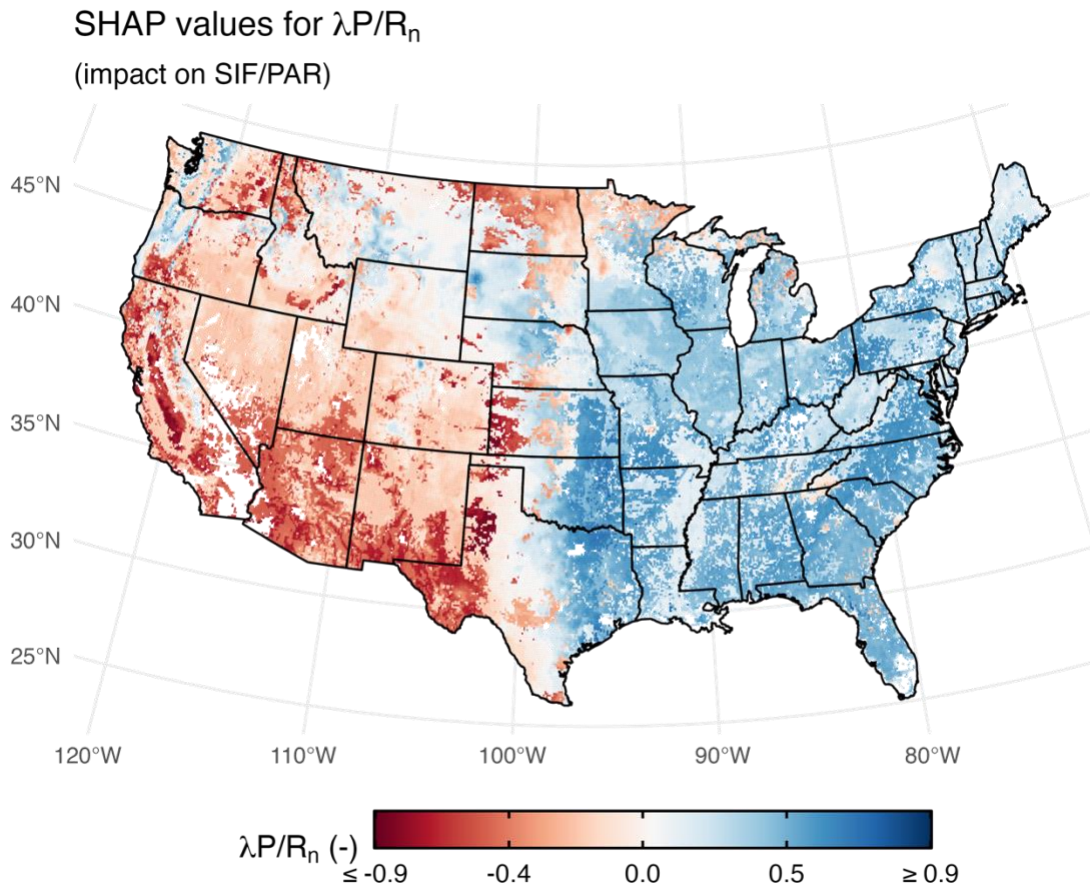 SHAP values for λP/Rₙ
(impact on SIF/PAR)
45°N
40°N
35°N
30°N
25°N
120°W 110°W 100°W 90°W 80°W
λP/Rₙ (-)
≤ -0.9 -0.4 0.0 0.5 ≥ 0.9